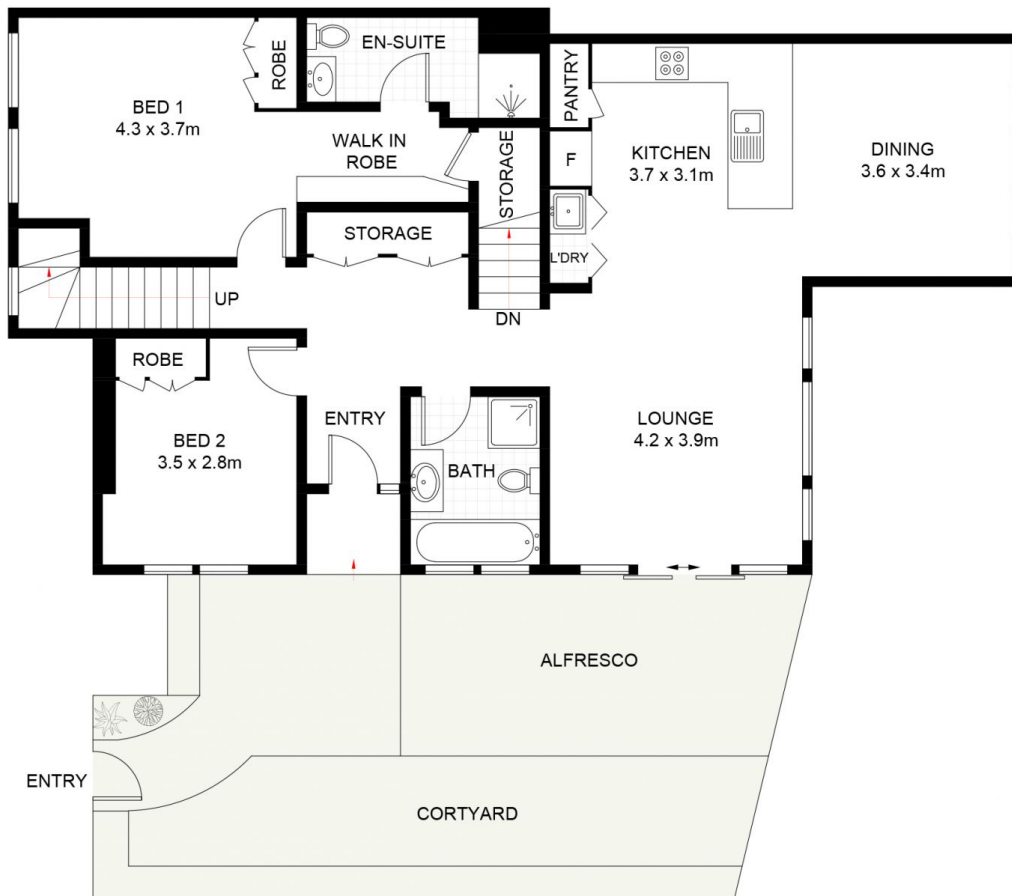 EN-SUITE
ROBE
BED 1
4.3 x 3.7m
WALK IN
ROBE
STORAGE
PANTRY
F
KITCHEN
3.7 x 3.1m
DINING
3.6 x 3.4m
STORAGE
L'DRY
UP
DN
ROBE
BED 2
3.5 x 2.8m
ENTRY
BATH
LOUNGE
4.2 x 3.9m
ALFRESCO
ENTRY
CORTYARD